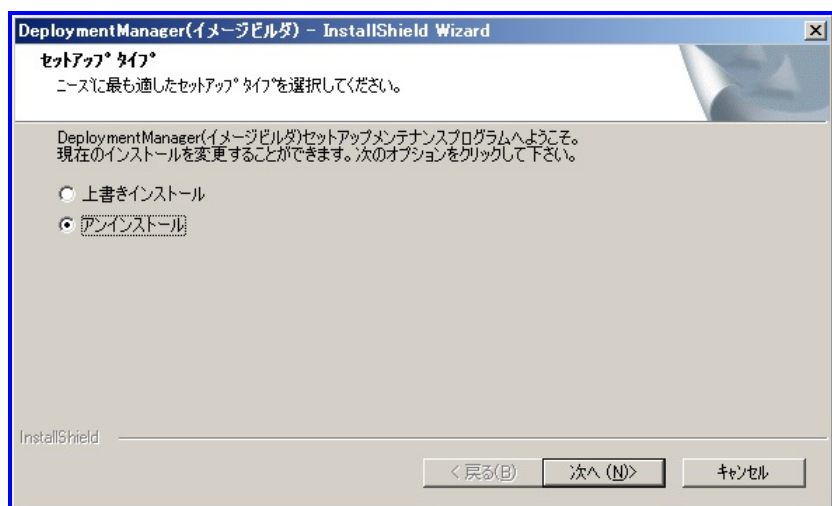 DeploymentManager(イメージビルダ) - InstallShield Wizard
セットアップ タイプ
ニーズに最も適したセットアップ タイプを選択してください。
DeploymentManager(イメージビルダ)セットアップメンテナンスプログラムへようこそ。
現在のインストールを変更することができます。次のオプションをクリックして下さい。
上書きインストール
アンインストール
InstallShield
< 戻る(B)
次へ (N)>
キャンセル